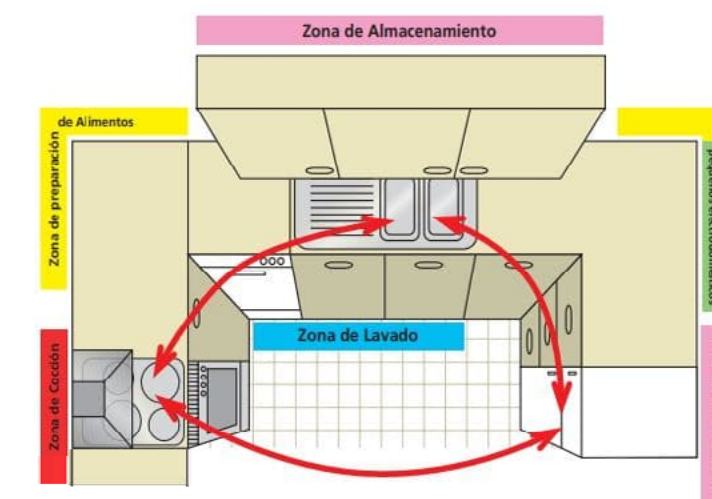 Zona de Almacenamiento
de Alimentos
Zona de preparación
Zona de Lavado
Zona de Cocción